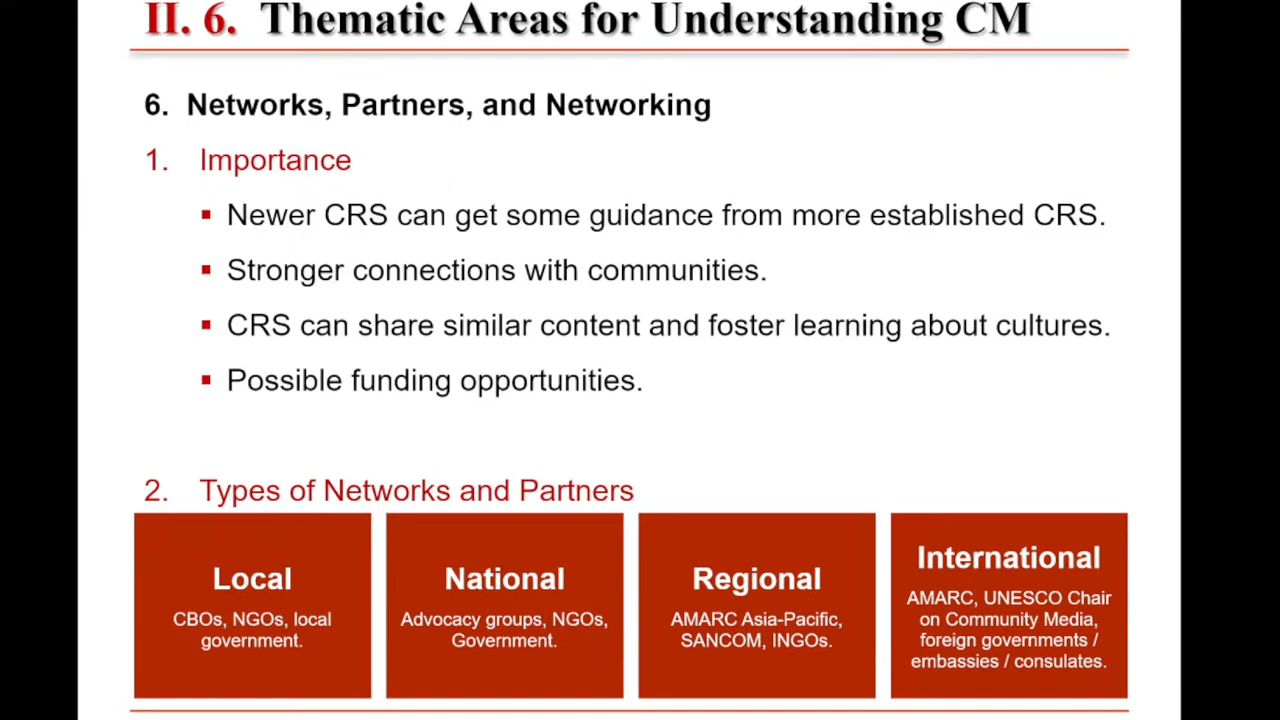 II. 6. Thematic Areas for Understanding CM
6. Networks, Partners, and Networking
1. Importance
▪ Newer CRS can get some guidance from more established CRS.
▪ Stronger connections with communities.
▪ CRS can share similar content and foster learning about cultures.
▪ Possible funding opportunities.
2. Types of Networks and Partners
Local
CBOs, NGOs, local
government.
National
Advocacy groups, NGOs,
Government.
Regional
AMARC Asia-Pacific,
SANCOM, INGOs.
International
AMARC, UNESCO Chair
on Community Media,
foreign governments /
embassies / consulates.